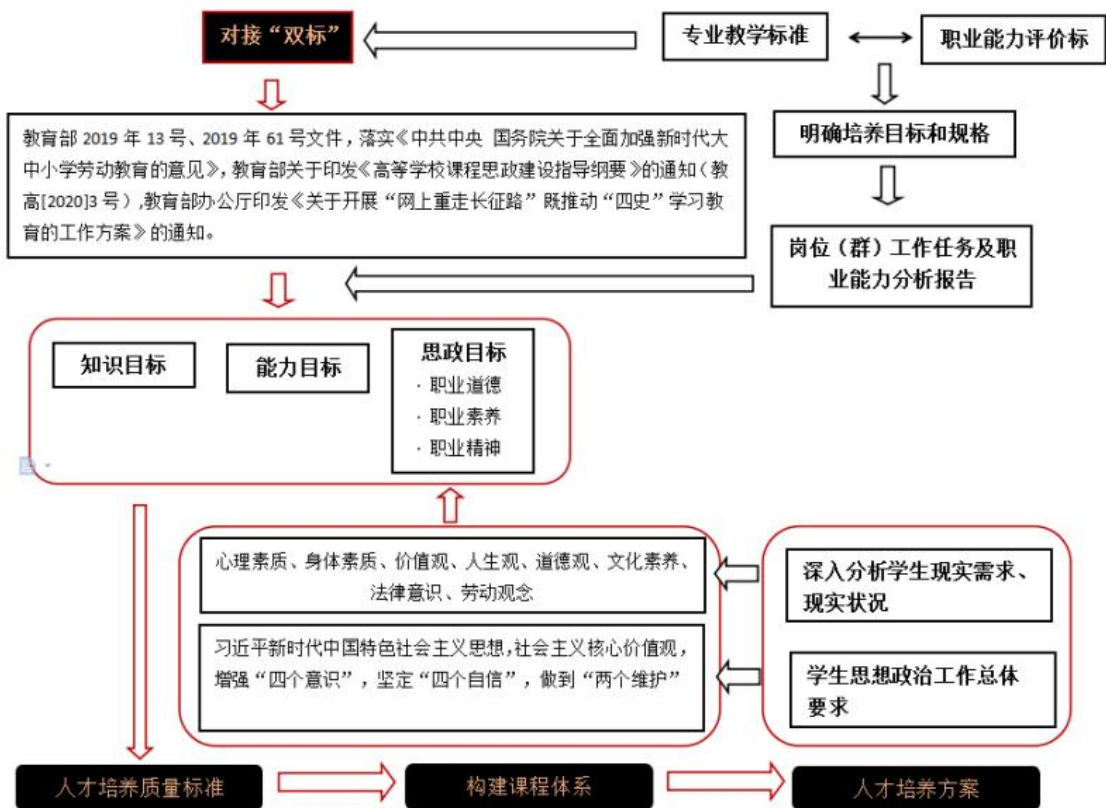 对接“双标”
专业教学标准
职业能力评价标
教育部 2019 年 13 号、2019 年 61 号文件，落实《中共中央 国务院关于全面加强新时代大
中小学劳动教育的意见》，教育部关于印发《高等学校课程思政建设指导纲要》的通知（教
高[2020]3 号）,教育部办公厅印发《关于开展“网上重走长征路”既推动“四史”学习教
育的工作方案》的通知。
明确培养目标和规格
岗位（群）工作任务及职
业能力分析报告
知识目标
能力目标
思政目标
· 职业道德
· 职业素养
· 职业精神
心理素质、身体素质、价值观、人生观、道德观、文化素养、
法律意识、劳动观念
深入分析学生现实需求、
现实状况
习近平新时代中国特色社会主义思想,社会主义核心价值观，
增强“四个意识”，坚定“四个自信”，做到“两个维护”
学生思想政治工作总体
要求
人才培养质量标准
构建课程体系
人才培养方案